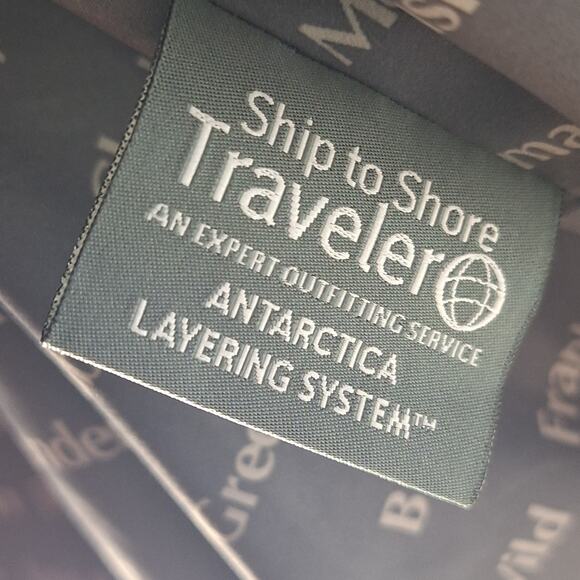 Ship to Shore
Traveler
AN EXPERT OUTFITTING SERVICE
ANTARCTICA
LAYERING SYSTEM™